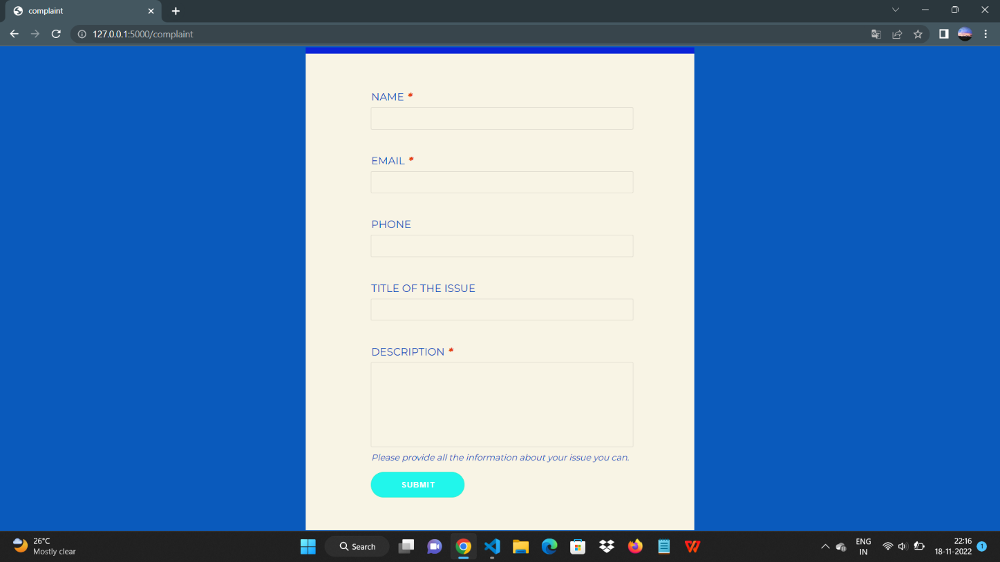 complaint
127.0.0.1:5000/complaint
NAME *
EMAIL *
PHONE
TITLE OF THE ISSUE
DESCRIPTION *
Please provide all the information about your issue you can.
SUBMIT
26°C
Mostly clear
Search
ENG
IN
22:16
18-11-2022
1